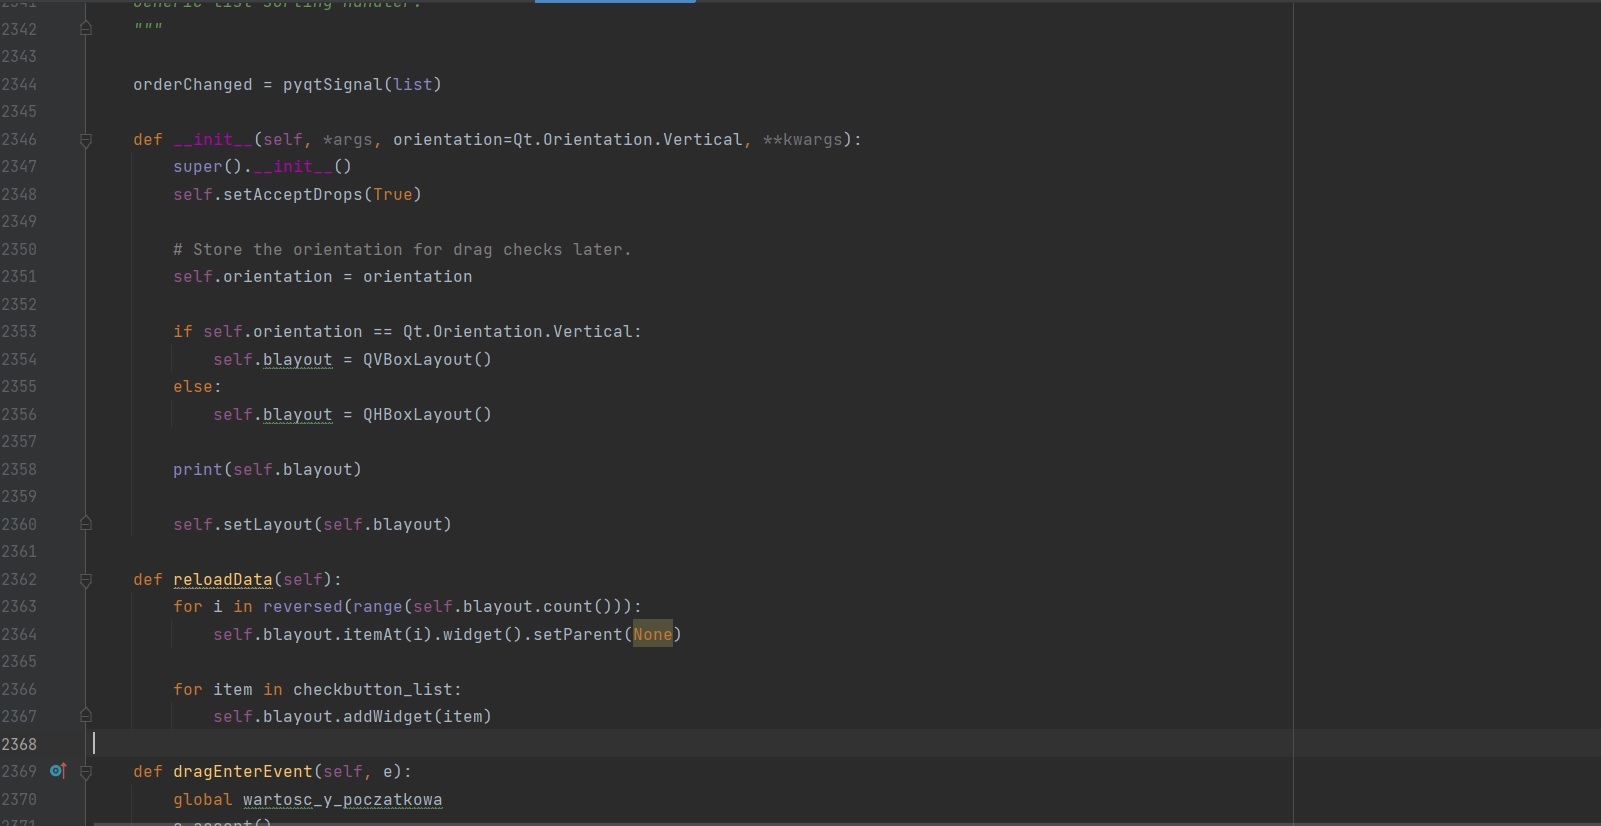 2341 Generic list sorting handler.
2342 """
2343
2344 orderChanged = pyqtSignal(list)
2345
2346 def __init__(self, *args, orientation=Qt.Orientation.Vertical, **kwargs):
2347 super().__init__()
2348 self.setAcceptDrops(True)
2349
2350 # Store the orientation for drag checks later.
2351 self.orientation = orientation
2352
2353 if self.orientation == Qt.Orientation.Vertical:
2354 self.blayout = QVBoxLayout()
2355 else:
2356 self.blayout = QHBoxLayout()
2357
2358 print(self.blayout)
2359
2360 self.setLayout(self.blayout)
2361
2362 def reloadData(self):
2363 for i in reversed(range(self.blayout.count())):
2364 self.blayout.itemAt(i).widget().setParent(None)
2365
2366 for item in checkbutton_list:
2367 self.blayout.addWidget(item)
2368
2369 def dragEnterEvent(self, e):
2370 global wartosc_y_poczatkowa
2371 e.accept()